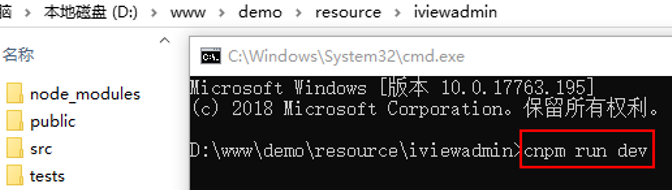 脑 > 本地磁盘 (D:) > www > demo > resource > iviewadmin
名称
node_modules
public
src
tests
C:\Windows\System32\cmd.exe
Microsoft Windows [版本 10.0.17763.195]
(c) 2018 Microsoft Corporation。保留所有权利。
D:\www\demo\resource\iviewadmin>cnpm run dev